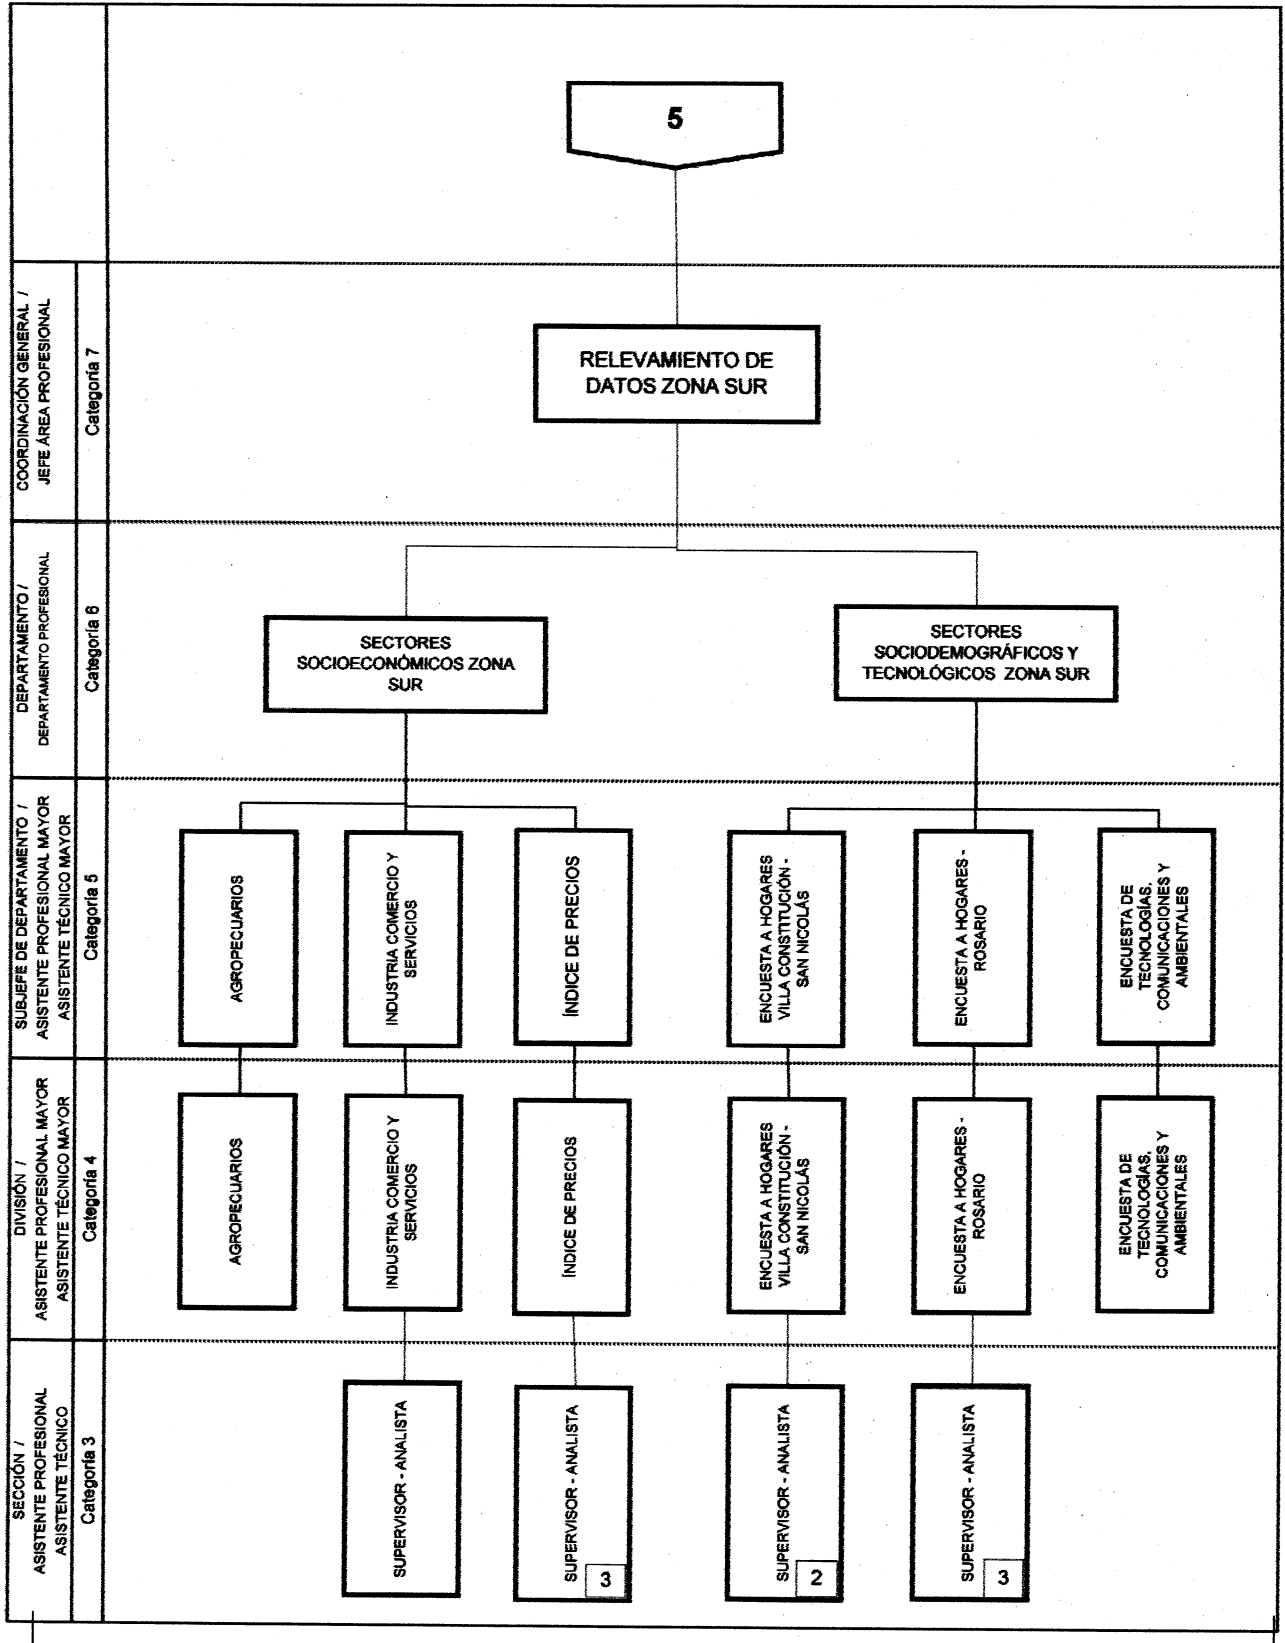 5
COORDINACIÓN GENERAL /
JEFE ÁREA PROFESIONAL
Categoría 7
RELEVAMIENTO DE
DATOS ZONA SUR
DEPARTAMENTO /
DEPARTAMENTO PROFESIONAL
Categoría 6
SECTORES
SOCIOECONÓMICOS ZONA
SUR
SECTORES
SOCIODEMOGRÁFICOS Y
TECNOLÓGICOS ZONA SUR
SUBJEFE DE DEPARTAMENTO /
ASISTENTE PROFESIONAL MAYOR
ASISTENTE TÉCNICO MAYOR
Categoría 5
AGROPECUARIOS
INDUSTRIA COMERCIO Y
SERVICIOS
ÍNDICE DE PRECIOS
ENCUESTA A HOGARES
VILLA CONSTITUCIÓN -
SAN NICOLÁS
ENCUESTA A HOGARES -
ROSARIO
ENCUESTA DE
TECNOLOGÍAS,
COMUNICACIONES Y
AMBIENTALES
DIVISIÓN /
ASISTENTE PROFESIONAL MAYOR
ASISTENTE TÉCNICO MAYOR
Categoría 4
AGROPECUARIOS
INDUSTRIA COMERCIO Y
SERVICIOS
ÍNDICE DE PRECIOS
ENCUESTA A HOGARES
VILLA CONSTITUCIÓN -
SAN NICOLÁS
ENCUESTA A HOGARES -
ROSARIO
ENCUESTA DE
TECNOLOGÍAS,
COMUNICACIONES Y
AMBIENTALES
SECCIÓN /
ASISTENTE PROFESIONAL
ASISTENTE TÉCNICO
Categoría 3
SUPERVISOR - ANALISTA
SUPERVISOR - ANALISTA
3
SUPERVISOR - ANALISTA
2
SUPERVISOR - ANALISTA
3